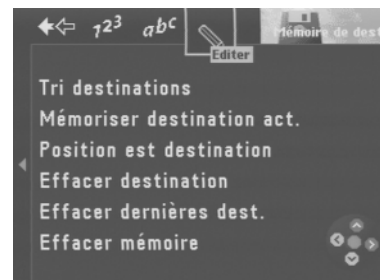 123 abc
Mémoire de dest
Editer
Tri destinations
Mémoriser destination act.
Position est destination
Effacer destination
Effacer dernières dest.
Effacer mémoire